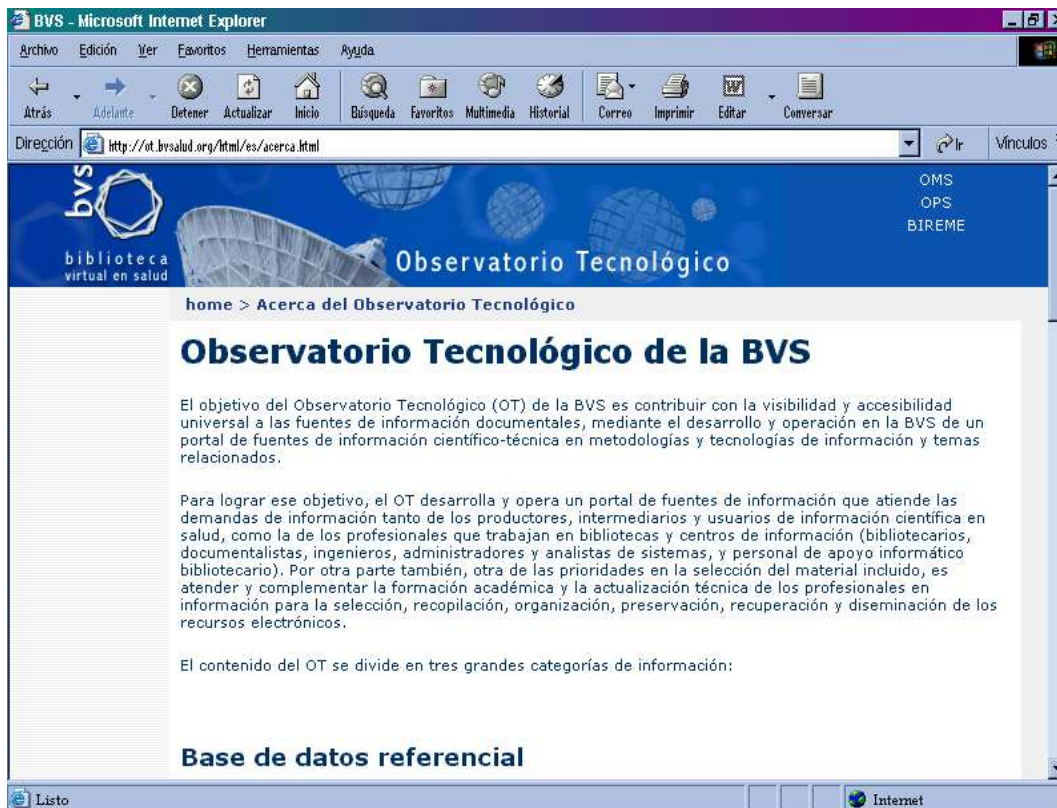 BVS - Microsoft Internet Explorer
Archivo Edición Ver Favoritos Herramientas Ayuda
Atrás Adelante Detener Actualizar Inicio Búsqueda Favoritos Multimedia Historial Correo Imprimir Editar Conversar
Dirección http://ot.bvsalud.org/html/es/acerca.html Ir Vínculos
bvs
biblioteca
virtual en salud
Observatorio Tecnológico
OMS
OPS
BIREME
home > Acerca del Observatorio Tecnológico
Observatorio Tecnológico de la BVS
El objetivo del Observatorio Tecnológico (OT) de la BVS es contribuir con la visibilidad y accesibilidad
universal a las fuentes de información documentales, mediante el desarrollo y operación en la BVS de un
portal de fuentes de información científico-técnica en metodologías y tecnologías de información y temas
relacionados.
Para lograr ese objetivo, el OT desarrolla y opera un portal de fuentes de información que atiende las
demandas de información tanto de los productores, intermediarios y usuarios de información científica en
salud, como la de los profesionales que trabajan en bibliotecas y centros de información (bibliotecarios,
documentalistas, ingenieros, administradores y analistas de sistemas, y personal de apoyo informático
bibliotecario). Por otra parte también, otra de las prioridades en la selección del material incluido, es
atender y complementar la formación académica y la actualización técnica de los profesionales en
información para la selección, recopilación, organización, preservación, recuperación y diseminación de los
recursos electrónicos.
El contenido del OT se divide en tres grandes categorías de información:
Base de datos referencial
Listo Internet